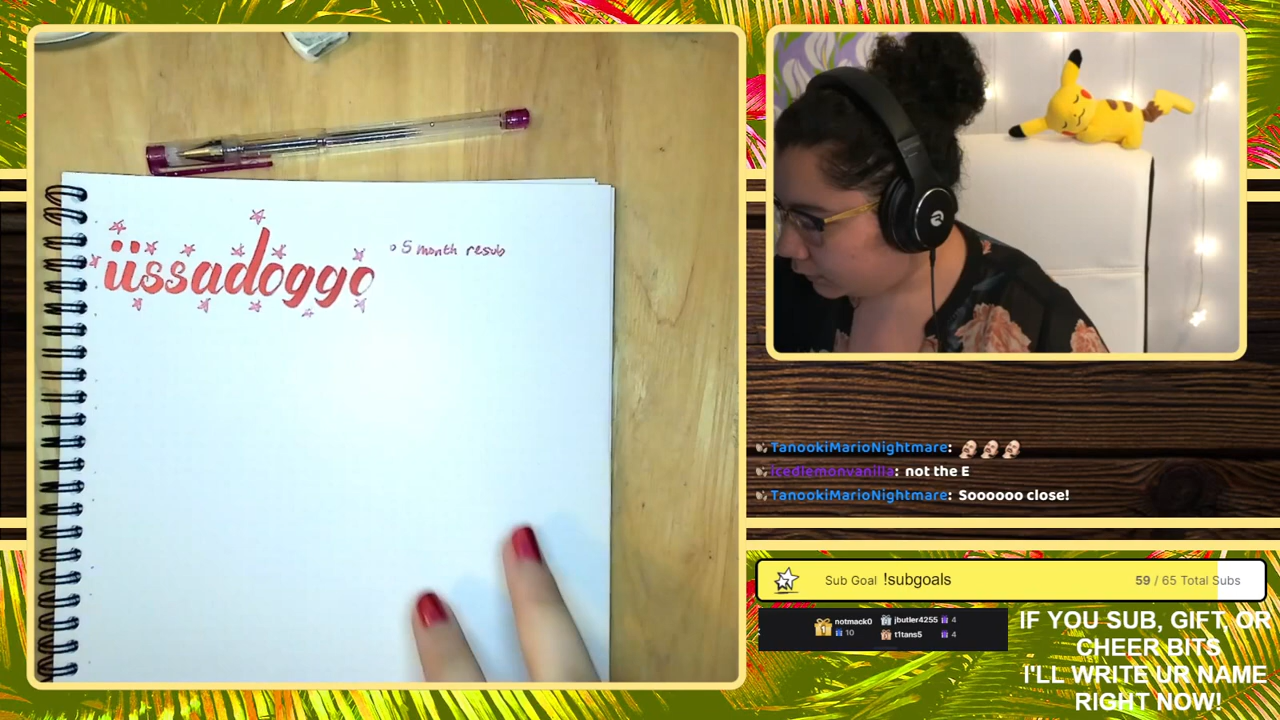 iissadoggo
° 5 month resub
TanookiMarioNightmare:
icedlemonvanilla: not the E
TanookiMarioNightmare: Soooooo close!
Sub Goal !subgoals 59 / 65 Total Subs
notmack0 10
jbutler4255 4
t1tans5 4
IF YOU SUB, GIFT, OR
CHEER BITS
I'LL WRITE UR NAME
RIGHT NOW!